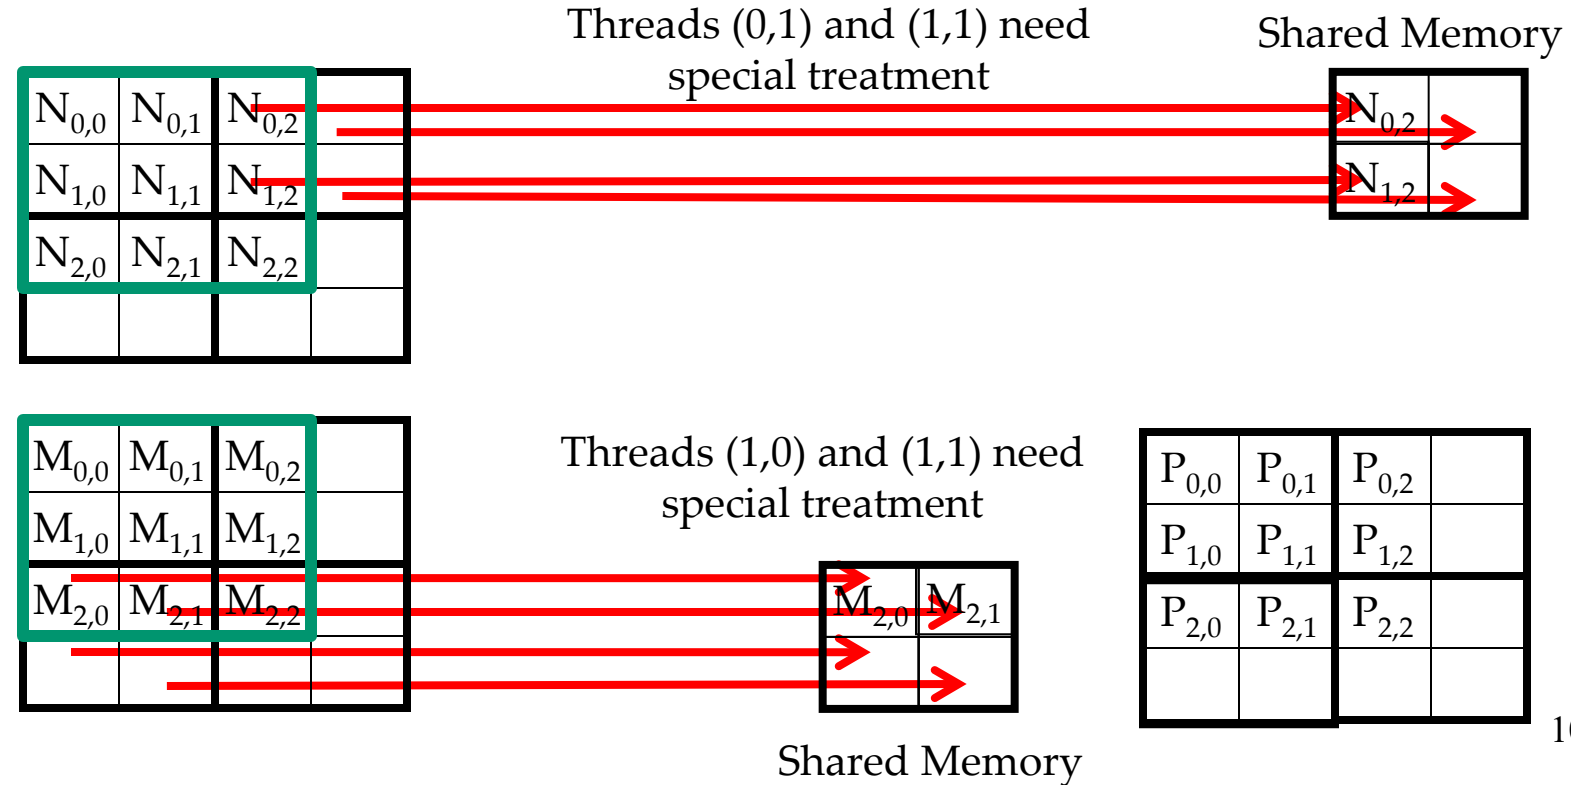 Threads (0,1) and (1,1) need
special treatment
Shared Memory
N0,0 N0,1 N0,2
N1,0 N1,1 N1,2
N2,0 N2,1 N2,2
N0,2
N1,2
M0,0 M0,1 M0,2
M1,0 M1,1 M1,2
M2,0 M2,1 M2,2
Threads (1,0) and (1,1) need
special treatment
M2,0 M2,1
Shared Memory
P0,0 P0,1 P0,2
P1,0 P1,1 P1,2
P2,0 P2,1 P2,2